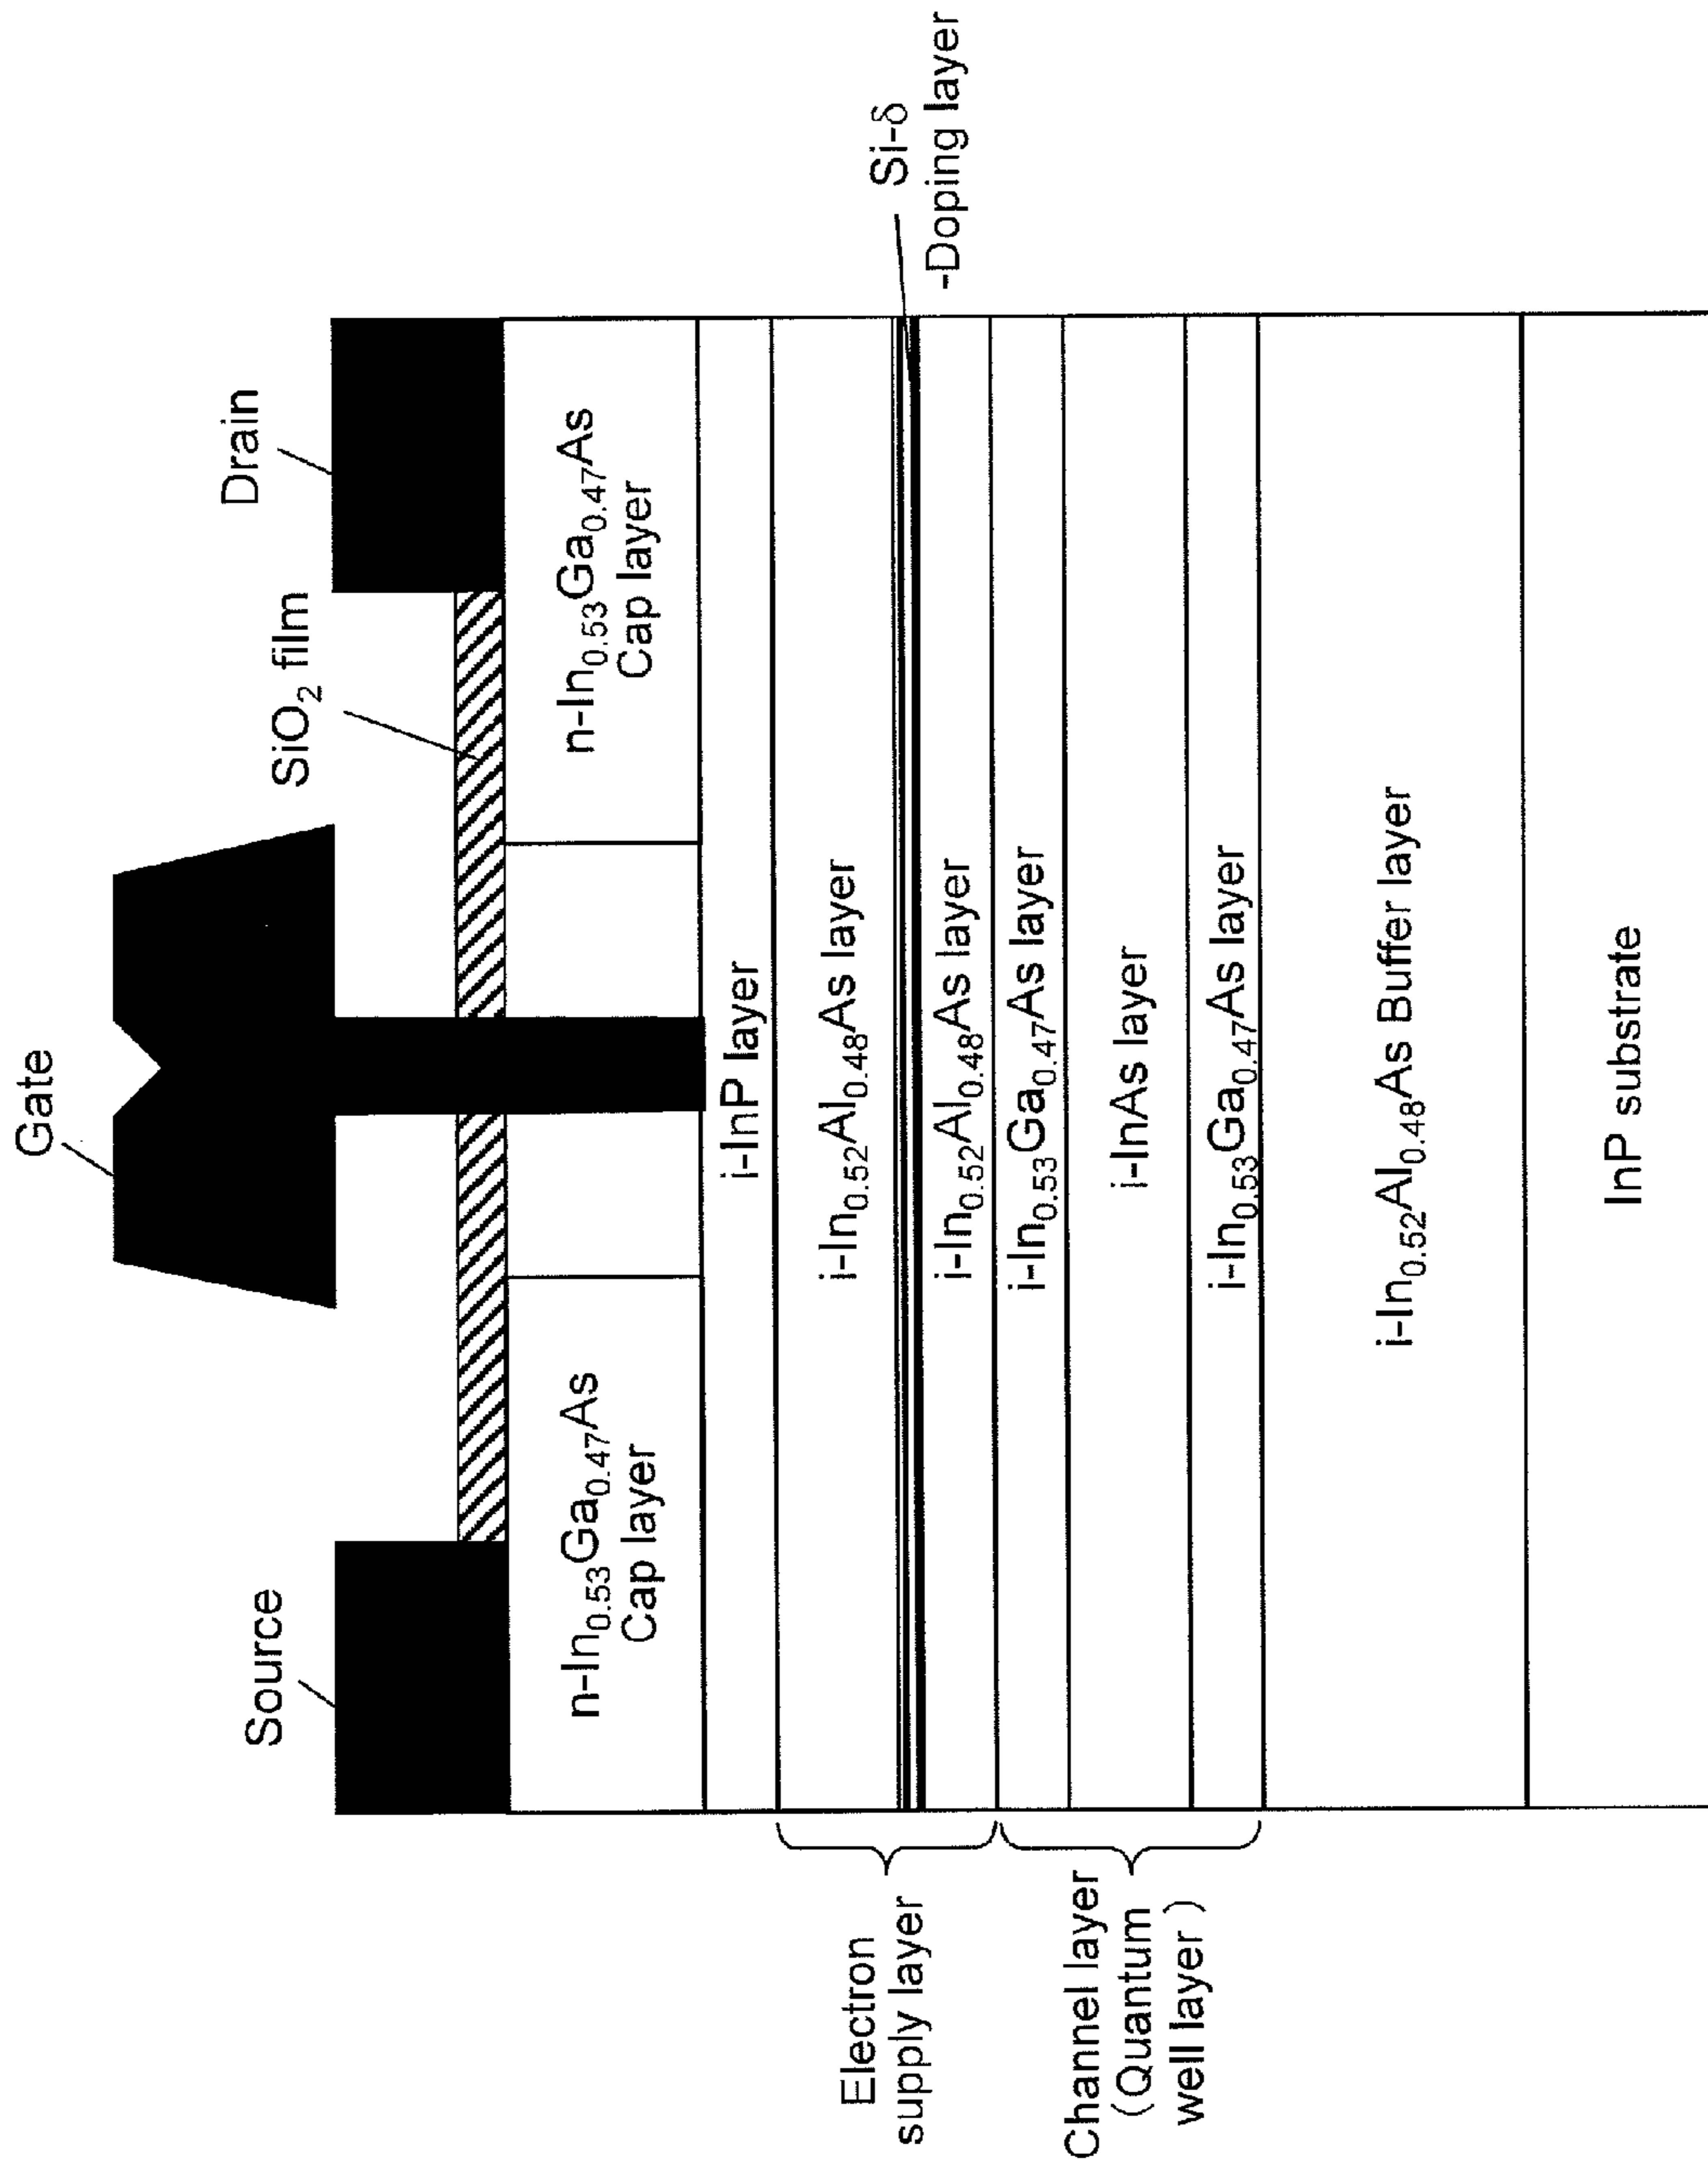 Gate
Source
SiO₂ film
Drain
n-In₀.₅₃Ga₀.₄₇As
Cap layer
n-In₀.₅₃Ga₀.₄₇As
Cap layer
i-InP layer
i-In₀.₅₂Al₀.₄₈As layer
Si-δ
-Doping layer
i-In₀.₅₂Al₀.₄₈As layer
Electron
supply layer
i-In₀.₅₃Ga₀.₄₇As layer
i-InAs layer
i-In₀.₅₃Ga₀.₄₇As layer
Channel layer
(Quantum
well layer)
i-In₀.₅₂Al₀.₄₈As Buffer layer
InP substrate